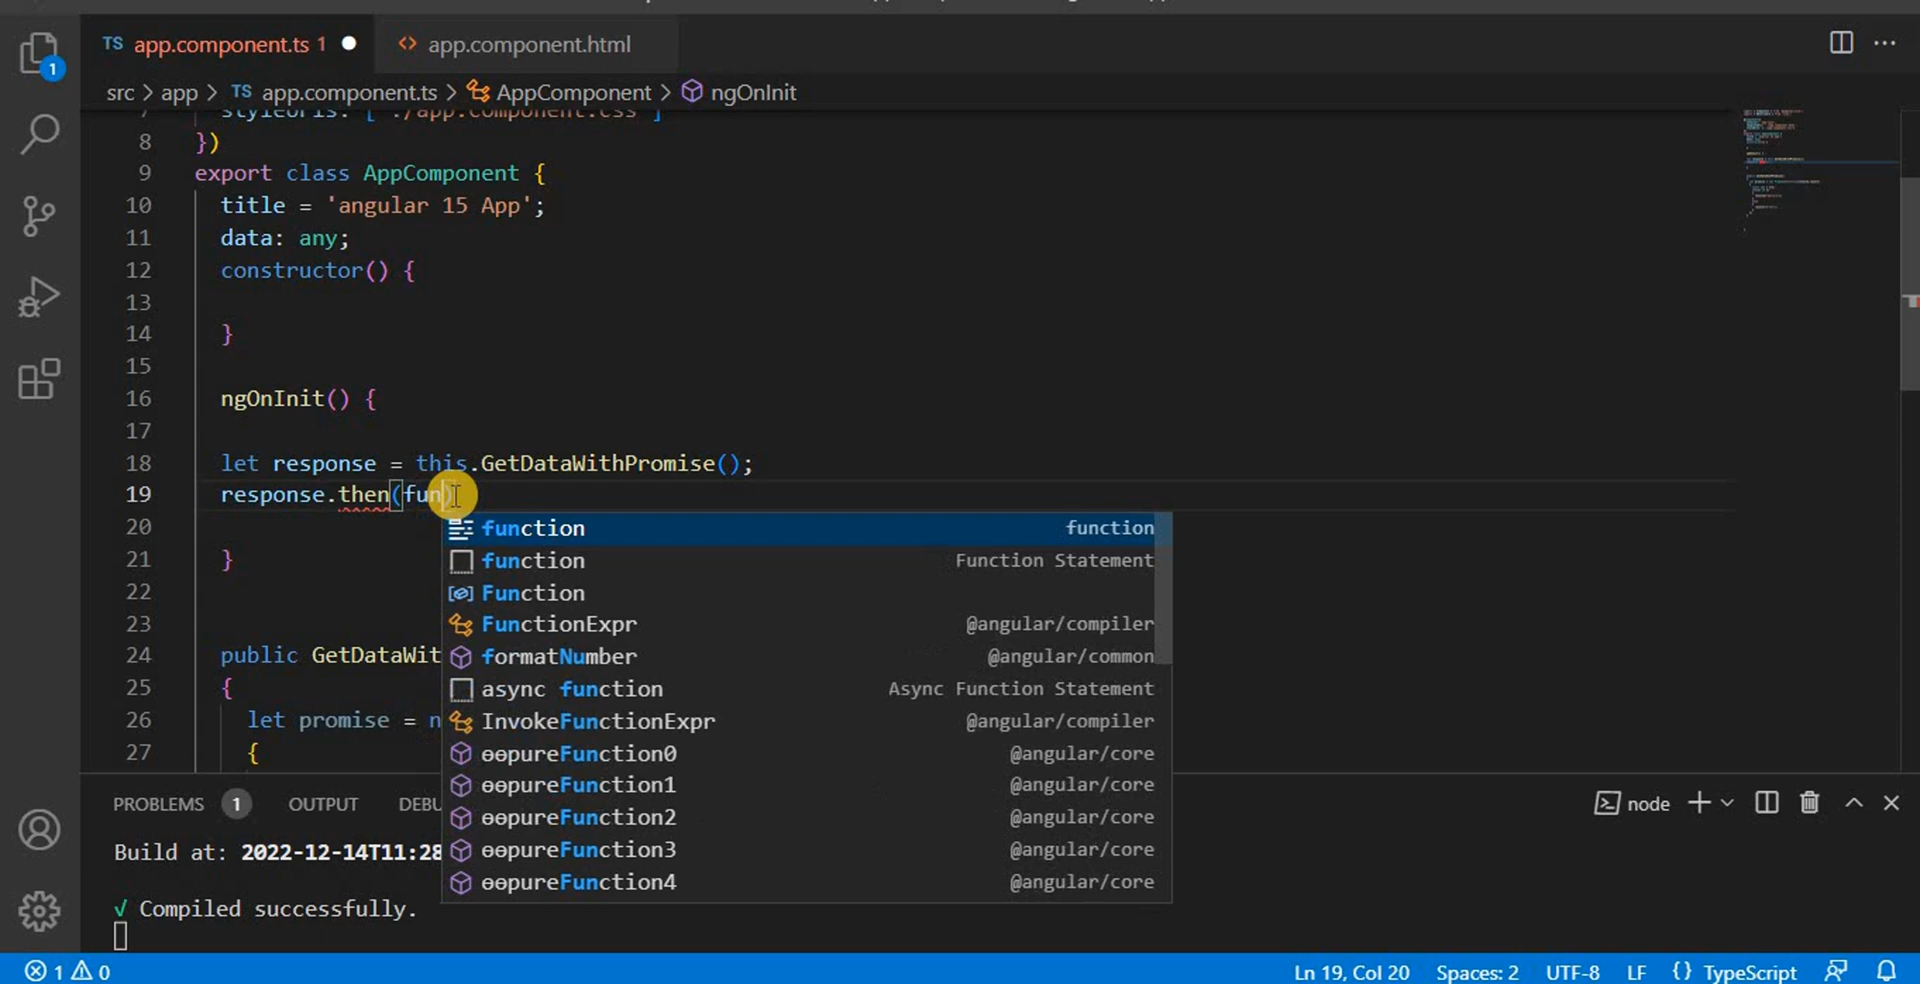 TS app.component.ts 1 app.component.html
src > app > TS app.component.ts > AppComponent > ngOnInit
7 styleUrls: [ './app.component.css' ]
8 })
9 export class AppComponent {
10 title = 'angular 15 App';
11 data: any;
12 constructor() {
13
14 }
15
16 ngOnInit() {
17
18 let response = this.GetDataWithPromise();
19 response.then(fun)
function function
20
function Function Statement
21 }
22 Function
23 FunctionExpr @angular/compiler
24 public GetDataWit
formatNumber @angular/common
25 {
async function Async Function Statement
26 let promise = n
InvokeFunctionExpr @angular/compiler
27 {
ɵɵpureFunction0 @angular/core
ɵɵpureFunction1 @angular/core
ɵɵpureFunction2 @angular/core
ɵɵpureFunction3 @angular/core
ɵɵpureFunction4 @angular/core
PROBLEMS 1 OUTPUT DEBU node
Build at: 2022-12-14T11:28
√ Compiled successfully.
1 0 Ln 19, Col 20 Spaces: 2 UTF-8 LF {} TypeScript
1